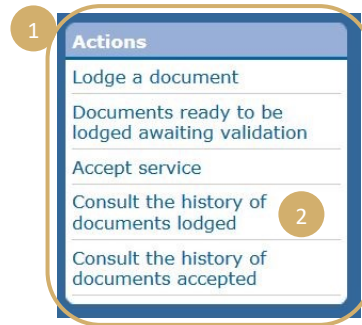 1
Actions
Lodge a document
Documents ready to be
lodged awaiting validation
Accept service
Consult the history of
documents lodged
2
Consult the history of
documents accepted